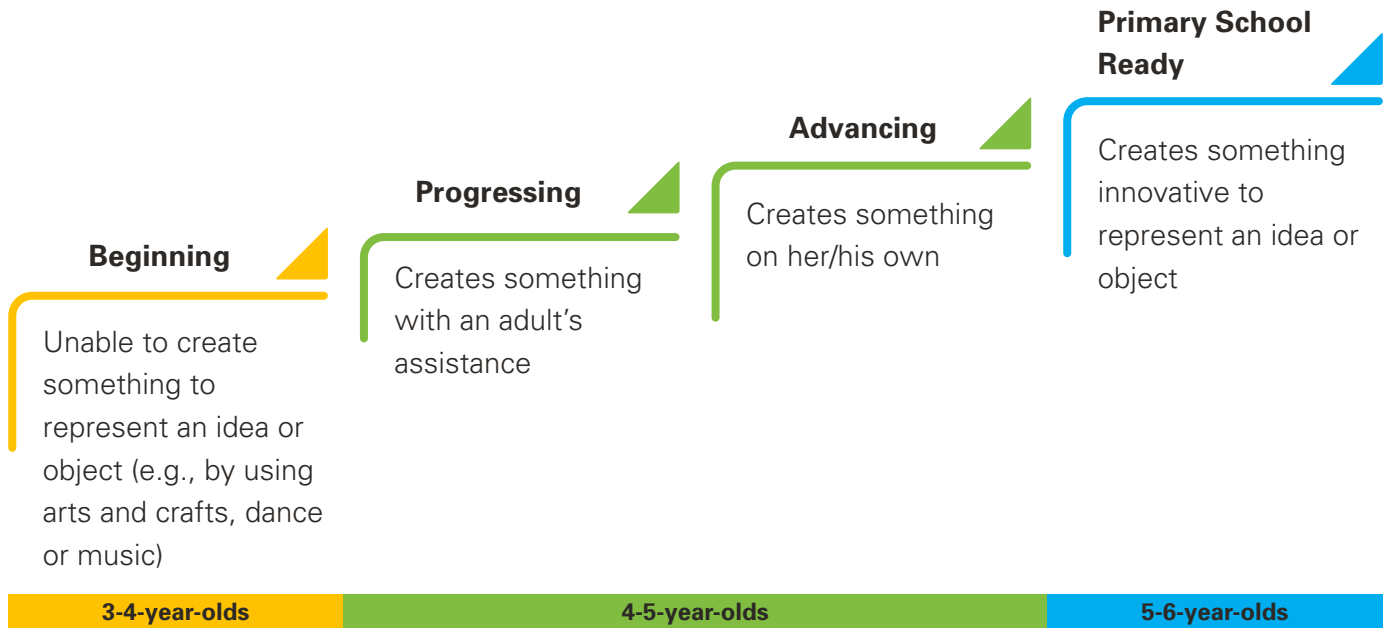 Beginning
Unable to create
something to
represent an idea or
object (e.g., by using
arts and crafts, dance
or music)
Progressing
Creates something
with an adult’s
assistance
Advancing
Creates something
on her/his own
Primary School
Ready
Creates something
innovative to
represent an idea or
object
3-4-year-olds
4-5-year-olds
5-6-year-olds